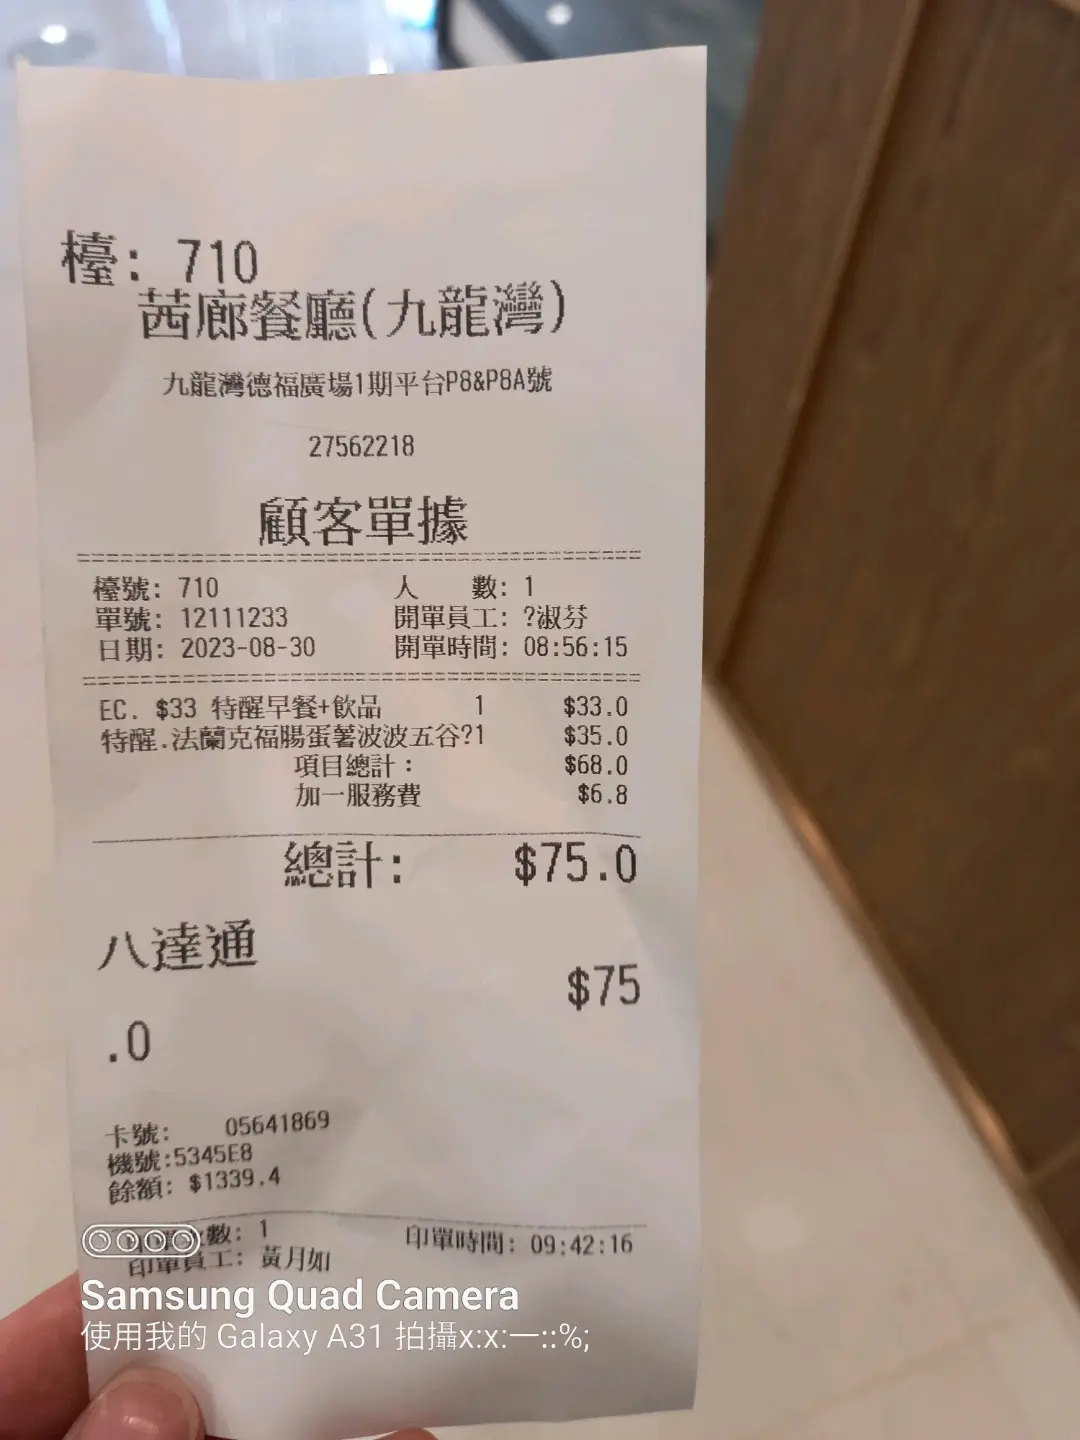 檯: 710
茜廊餐廳(九龍灣)
九龍灣德福廣場1期平台P8&P8A號
27562218
顧客單據
檯號: 710 人 數: 1
單號: 12111233 開單員工: ?淑芬
日期: 2023-08-30 開單時間: 08:56:15
EC. $33 特醒早餐+飲品 1 $33.0
特醒.法蘭克福腸蛋薯波波五谷?1 $35.0
項目總計: $68.0
加一服務費 $6.8
總計: $75.0
八達通
$75
.0
卡號: 05641869
機號:5345E8
餘額: $1339.4
數: 1 印單時間: 09:42:16
印單員工: 黃月如
Samsung Quad Camera
使用我的 Galaxy A31 拍攝x:x:一::%;